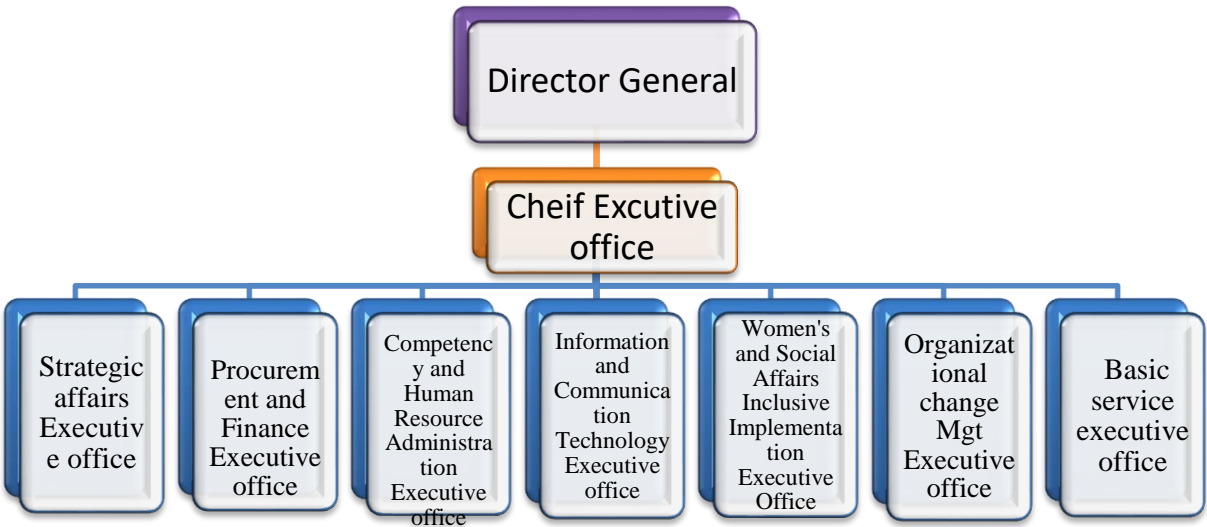 Director General
Cheif Excutive
office
Strategic
affairs
Executiv
e office
Procurem
ent and
Finance
Executive
office
Competenc
y and
Human
Resource
Administra
tion
Executive
office
Information
and
Communica
tion
Technology
Executive
office
Women's
and Social
Affairs
Inclusive
Implementa
tion
Executive
Office
Organizat
ional
change
Mgt
Executive
office
Basic
service
executive
office